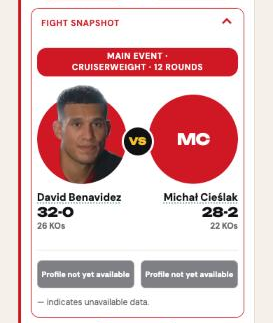 FIGHT SNAPSHOT
MAIN EVENT ·
CRUISERWEIGHT · 12 ROUNDS
VS
MC
David Benavidez
Michał Cieślak
32-0
28-2
26 KOs
22 KOs
Profile not yet available
Profile not yet available
— indicates unavailable data.